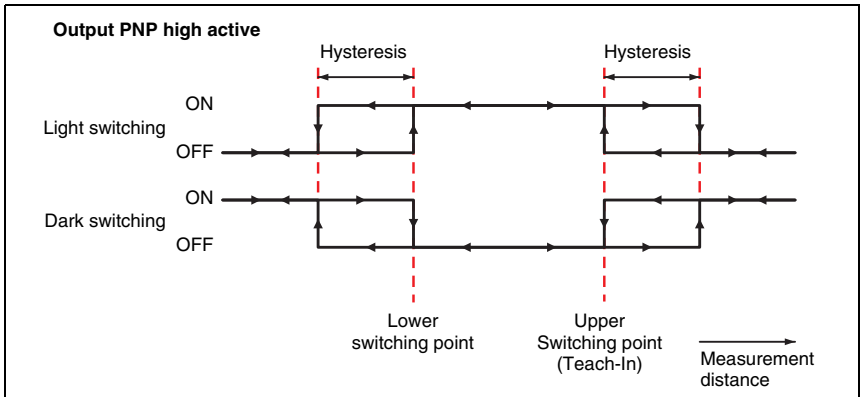 Output PNP high active
Hysteresis
Hysteresis
ON
Light switching
OFF
ON
Dark switching
OFF
Lower
switching point
Upper
Switching point
(Teach-In)
Measurement
distance